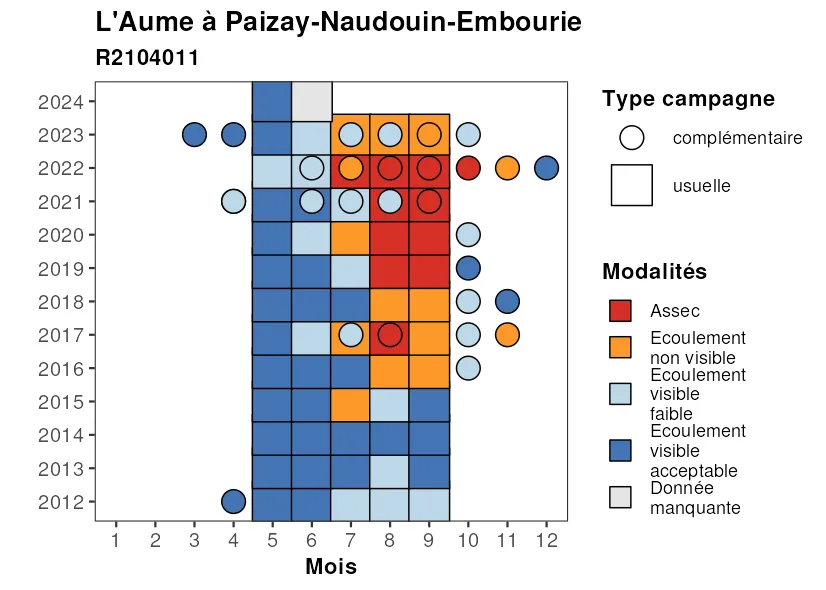 L'Aume à Paizay-Naudouin-Embourie
R2104011
2024
2023
2022
2021
2020
2019
2018
2017
2016
2015
2014
2013
2012
1 2 3 4 5 6 7 8 9 10 11 12
Mois
Type campagne
complémentaire
usuelle
Modalités
Assec
Ecoulement
non visible
Ecoulement
visible
faible
Ecoulement
visible
acceptable
Donnée
manquante